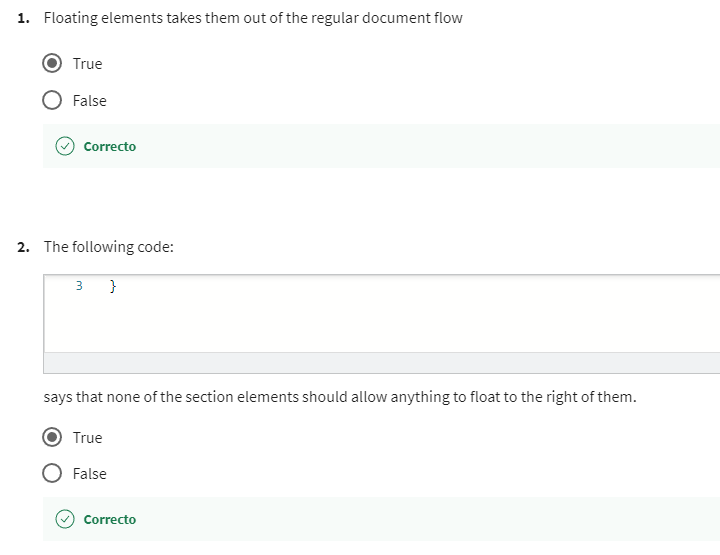 1. Floating elements takes them out of the regular document flow
True
False
Correcto
2. The following code:
3 }
says that none of the section elements should allow anything to float to the right of them.
True
False
Correcto